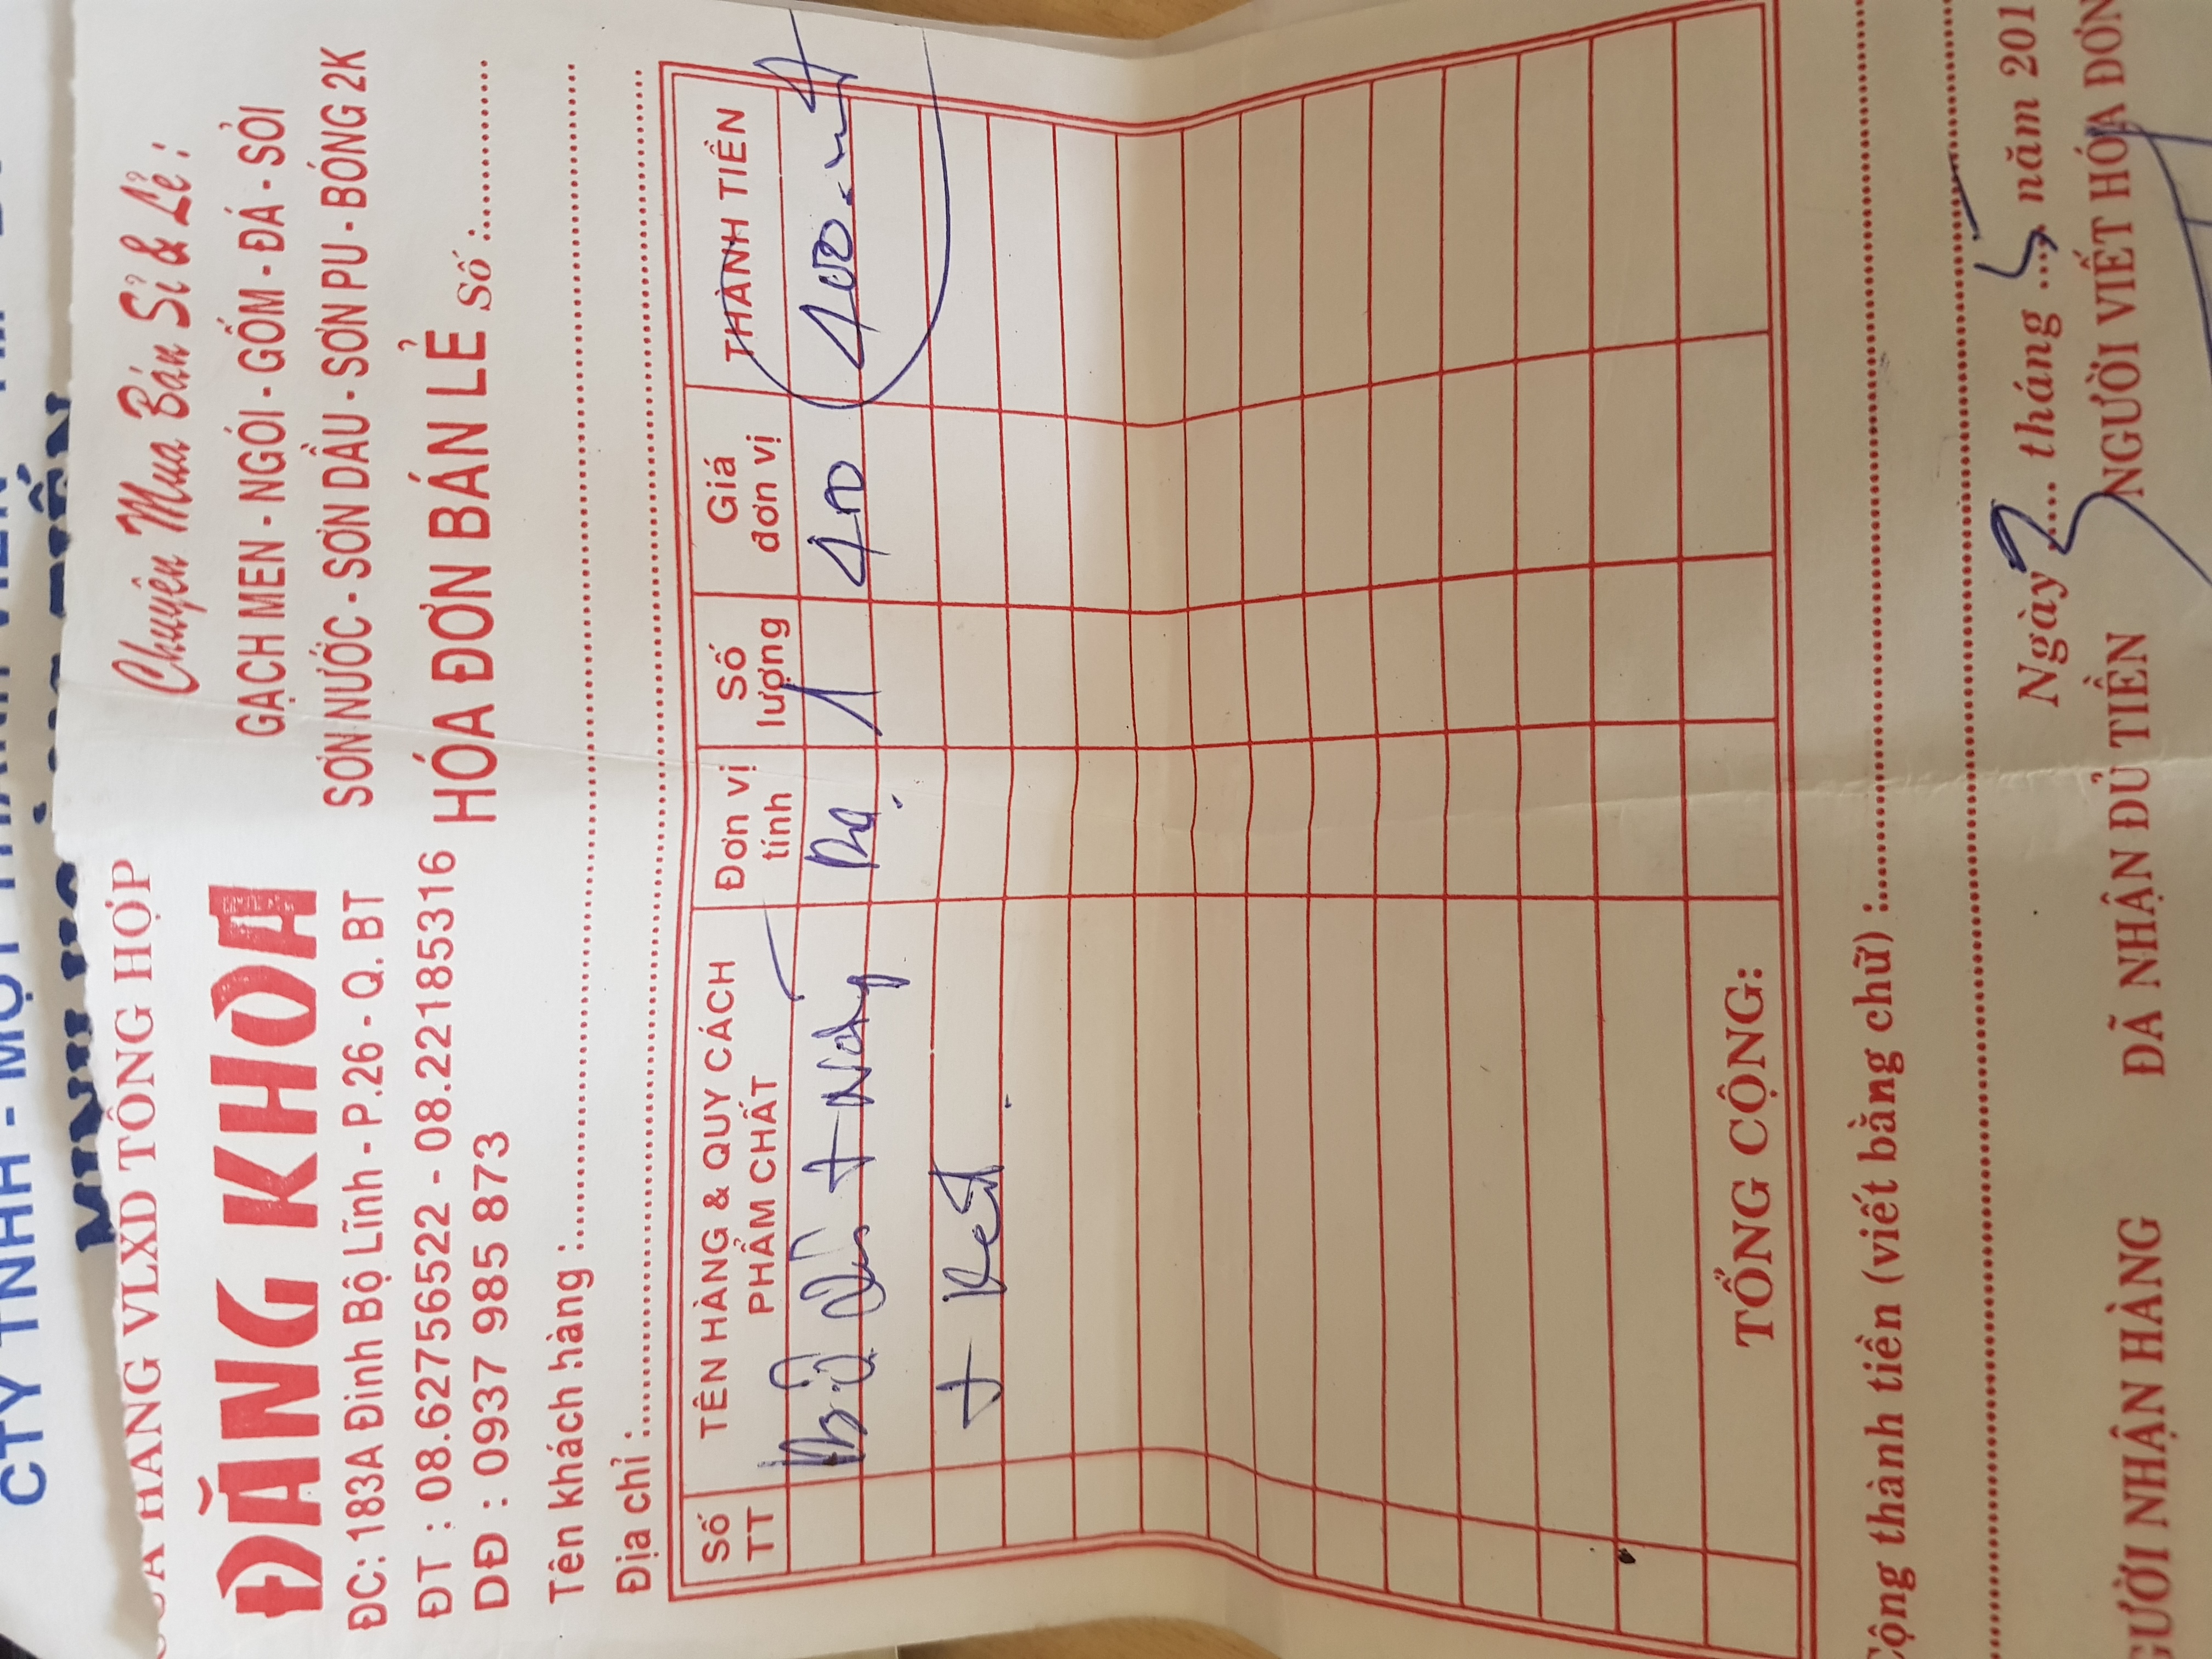 CTY TNHH - MỘT THÀNH VIÊN
CỬA HÀNG VLXD TỔNG HỢP
ĐĂNG KHOA
ĐC: 183A Đinh Bộ Lĩnh - P.26 - Q. BT
ĐT : 08.62756522 - 08.22185316
DĐ : 0937 985 873
Chuyên Mua Bán Sỉ & Lẻ :
GẠCH MEN - NGÓI - GỐM - ĐÁ - SỎI
SƠN NƯỚC - SƠN DẦU - SƠN PU - BÓNG 2K
HÓA ĐƠN BÁN LẺ Số :
Tên khách hàng :
Địa chỉ :
Số TT TÊN HÀNG & QUY CÁCH PHẨM CHẤT Đơn vị tính Số lượng Giá đơn vị THÀNH TIỀN
1 400 400.
+ Két
TỔNG CỘNG:
Cộng thành tiền (viết bằng chữ) :
Ngày 3 tháng 5, năm 201
NGƯỜI NHẬN HÀNG ĐÃ NHẬN ĐỦ TIỀN NGƯỜI VIẾT HÓA ĐƠN